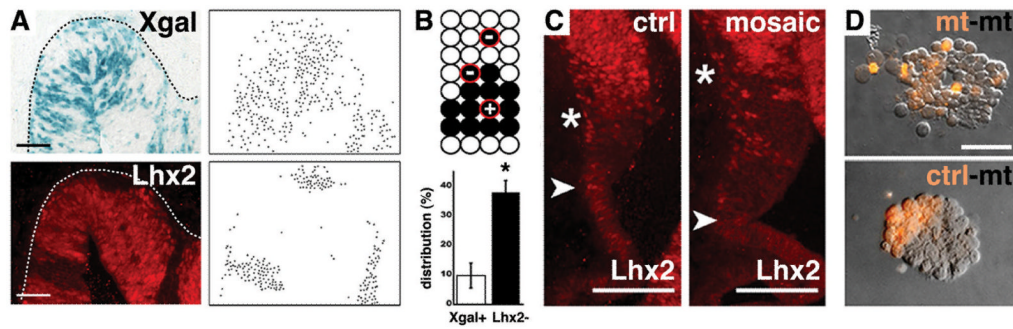 A
Xgal
Lhx2
B
-
-
+
*
40
30
20
10
0
distribution (%)
Xgal+ Lhx2-
C
ctrl
mosaic
*
*
Lhx2
Lhx2
D
mt-mt
ctrl-mt